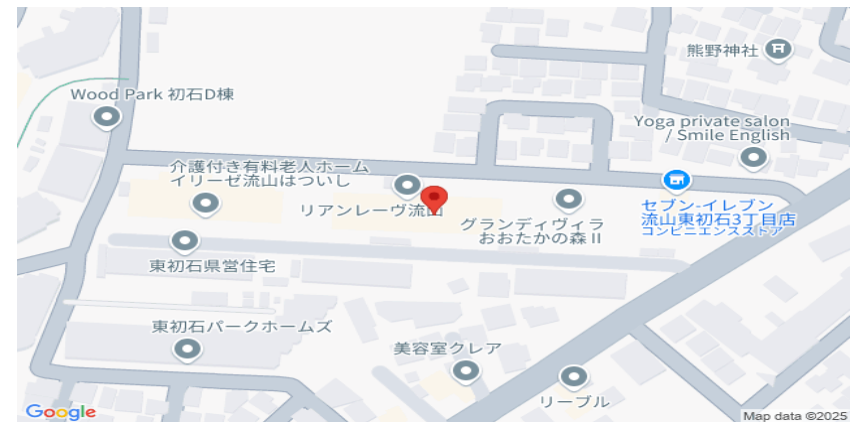 熊野神社
Wood Park 初石D棟
Yoga private salon
/ Smile English
介護付き有料老人ホーム
イリーゼ流山はついし
リアンレーヴ流山
グランディヴィラ
おおたかの森Ⅱ
セブン-イレブン
流山東初石3丁目店
コンビニエンスストア
東初石県営住宅
東初石パークホームズ
美容室クレア
リーブル
Google
Map data ©2025